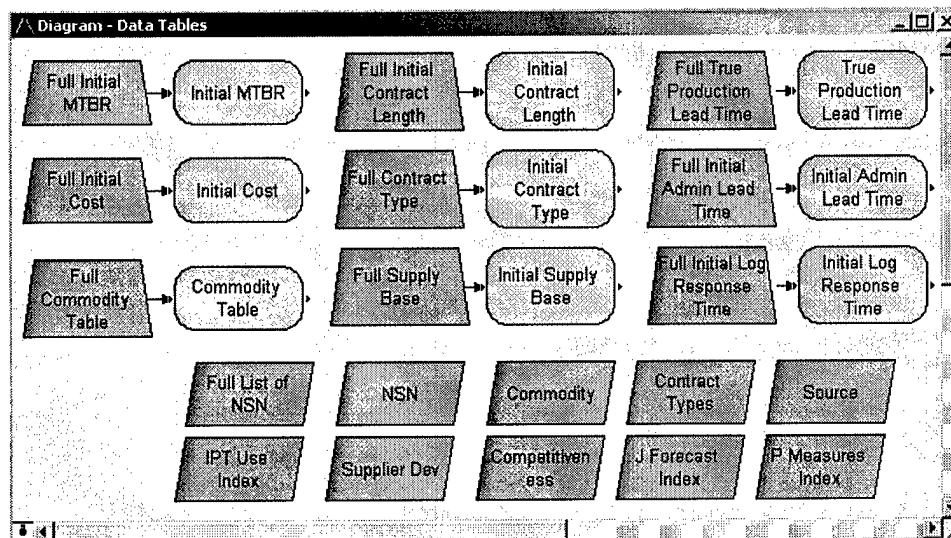 Diagram - Data Tables
Full Initial
MTBR
Initial MTBR
Full Initial
Contract
Length
Initial
Contract
Length
Full True
Production
Lead Time
True
Production
Lead Time
Full Initial
Cost
Initial Cost
Full Contract
Type
Initial
Contract
Type
Full Initial
Admin Lead
Time
Initial Admin
Lead Time
Full
Commodity
Table
Commodity
Table
Full Supply
Base
Initial Supply
Base
Full Initial Log
Response
Time
Initial Log
Response
Time
Full List of
NSN
NSN
Commodity
Contract
Types
Source
IPT Use
Index
Supplier Dev
Competitiven
ess
J Forecast
Index
P Measures
Index